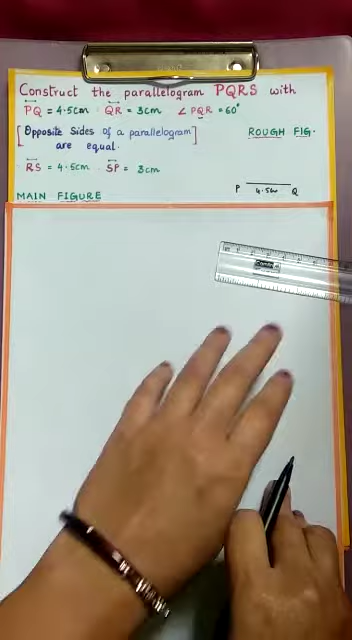 Construct the parallelogram PQRS with
PQ = 4.5cm QR = 3cm ∠ PQR = 60°
[Opposite Sides of a parallelogram] ROUGH FIG.
are equal.
RS = 4.5cm SP = 3cm
P 4.5cm Q
MAIN FIGURE